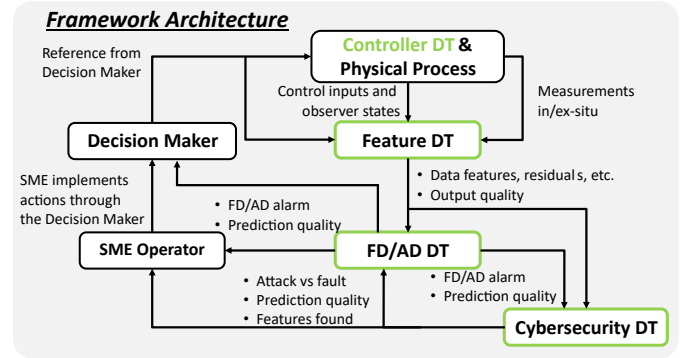 Framework Architecture
Reference from
Decision Maker
Controller DT &
Physical Process
Control inputs and
observer states
Measurements
in/ex-situ
Decision Maker
Feature DT
SME implements
actions through
the Decision Maker
• Data features, residuals, etc.
• Output quality
• FD/AD alarm
• Prediction quality
SME Operator
FD/AD DT
• Attack vs fault
• Prediction quality
• Features found
• FD/AD alarm
• Prediction quality
Cybersecurity DT